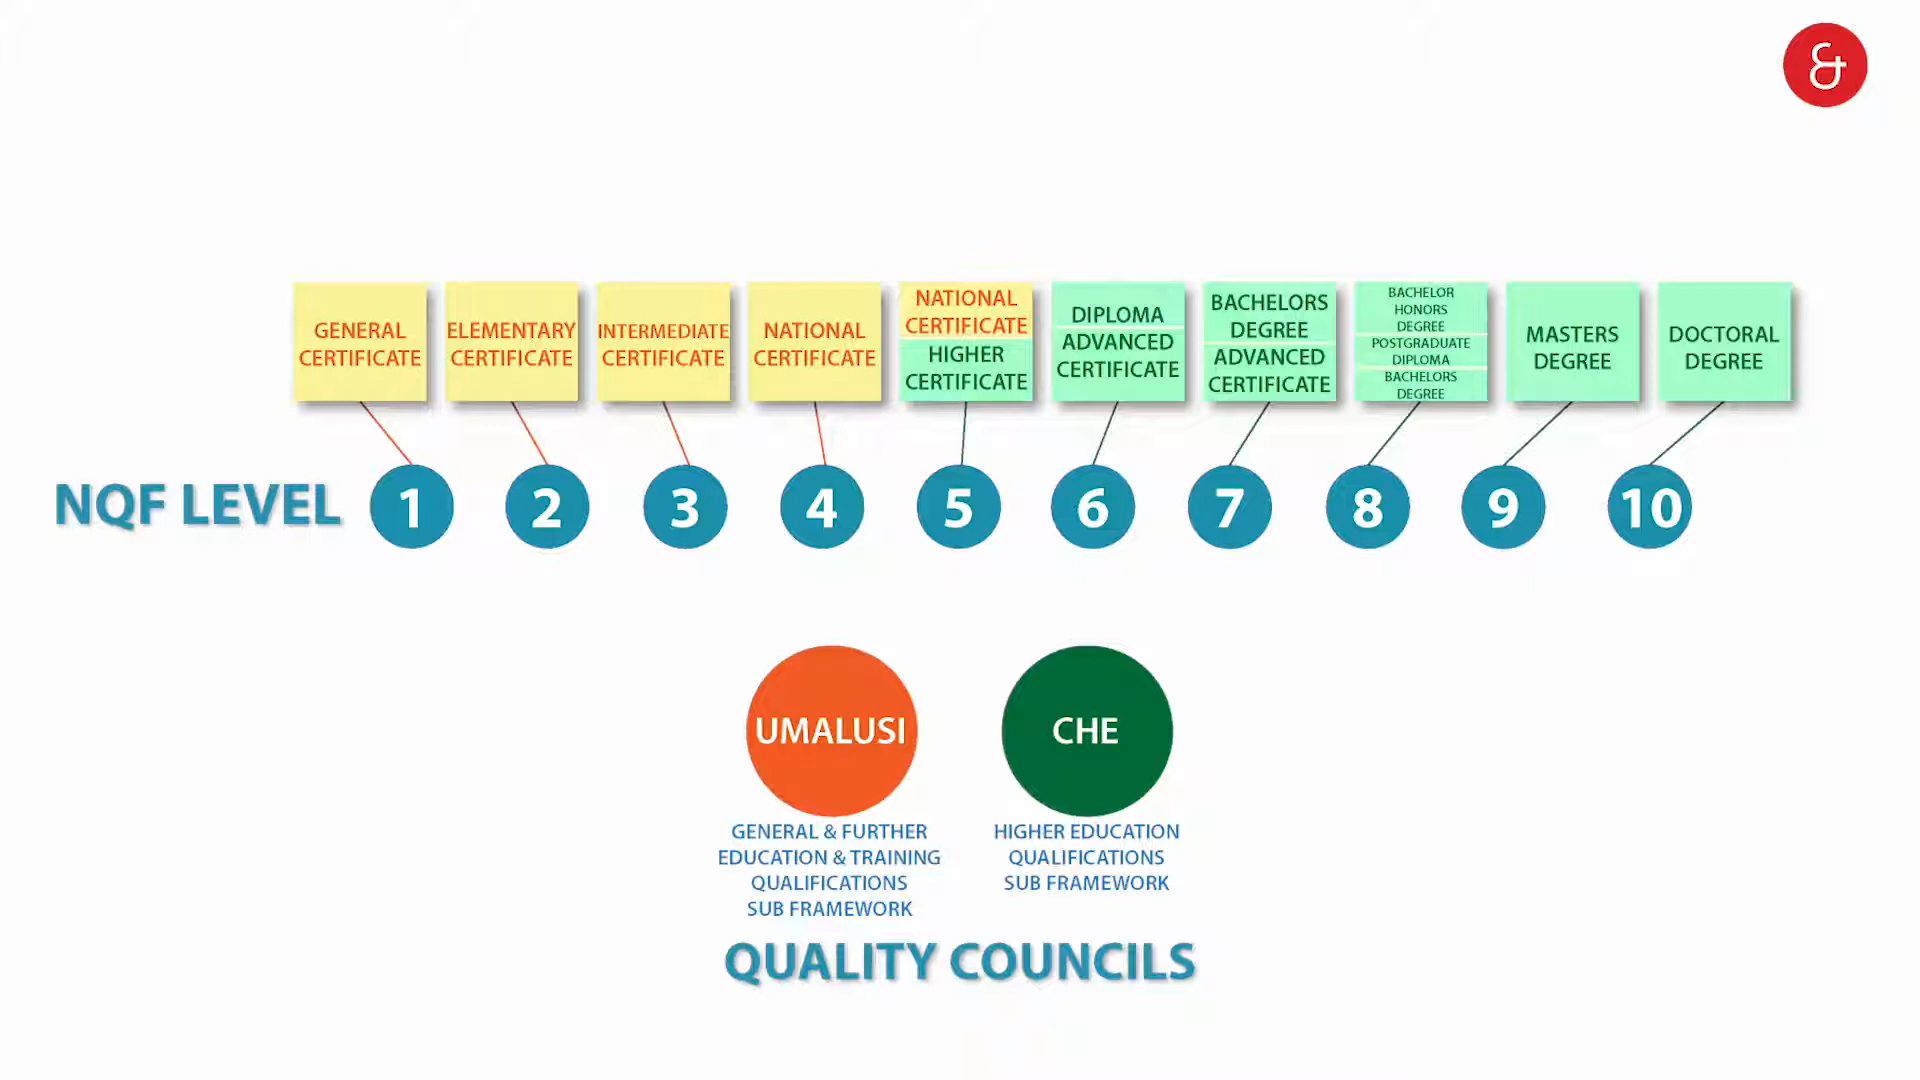 &
GENERAL
CERTIFICATE
ELEMENTARY
CERTIFICATE
INTERMEDIATE
CERTIFICATE
NATIONAL
CERTIFICATE
NATIONAL
CERTIFICATE
HIGHER
CERTIFICATE
DIPLOMA
ADVANCED
CERTIFICATE
BACHELORS
DEGREE
ADVANCED
CERTIFICATE
BACHELOR
HONORS
DEGREE
POSTGRADUATE
DIPLOMA
BACHELORS
DEGREE
MASTERS
DEGREE
DOCTORAL
DEGREE
NQF LEVEL 1 2 3 4 5 6 7 8 9 10
UMALUSI
GENERAL & FURTHER
EDUCATION & TRAINING
QUALIFICATIONS
SUB FRAMEWORK
CHE
HIGHER EDUCATION
QUALIFICATIONS
SUB FRAMEWORK
QUALITY COUNCILS